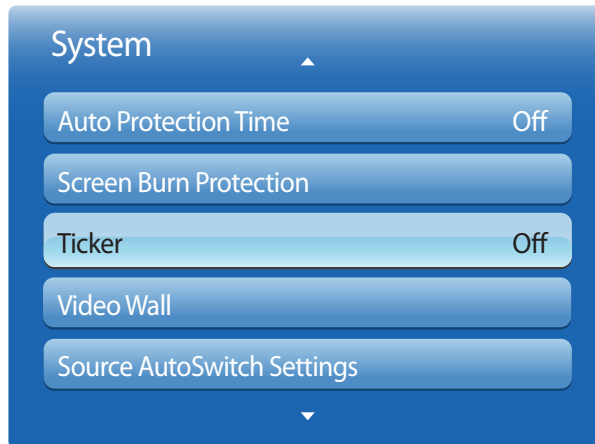 System
Auto Protection Time Off
Screen Burn Protection
Ticker Off
Video Wall
Source AutoSwitch Settings